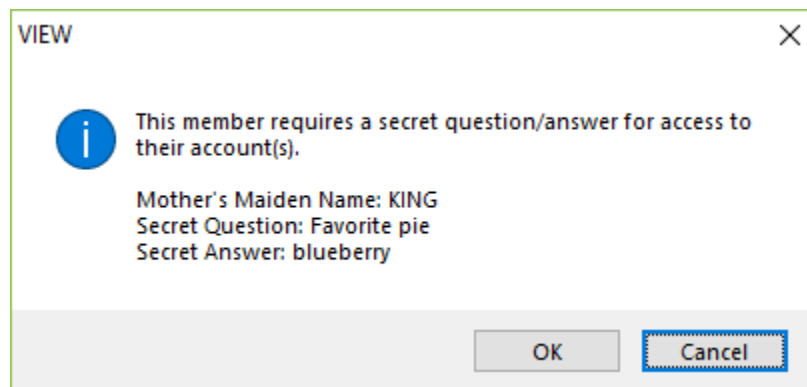 VIEW
This member requires a secret question/answer for access to
their account(s).
Mother's Maiden Name: KING
Secret Question: Favorite pie
Secret Answer: blueberry
OK
Cancel